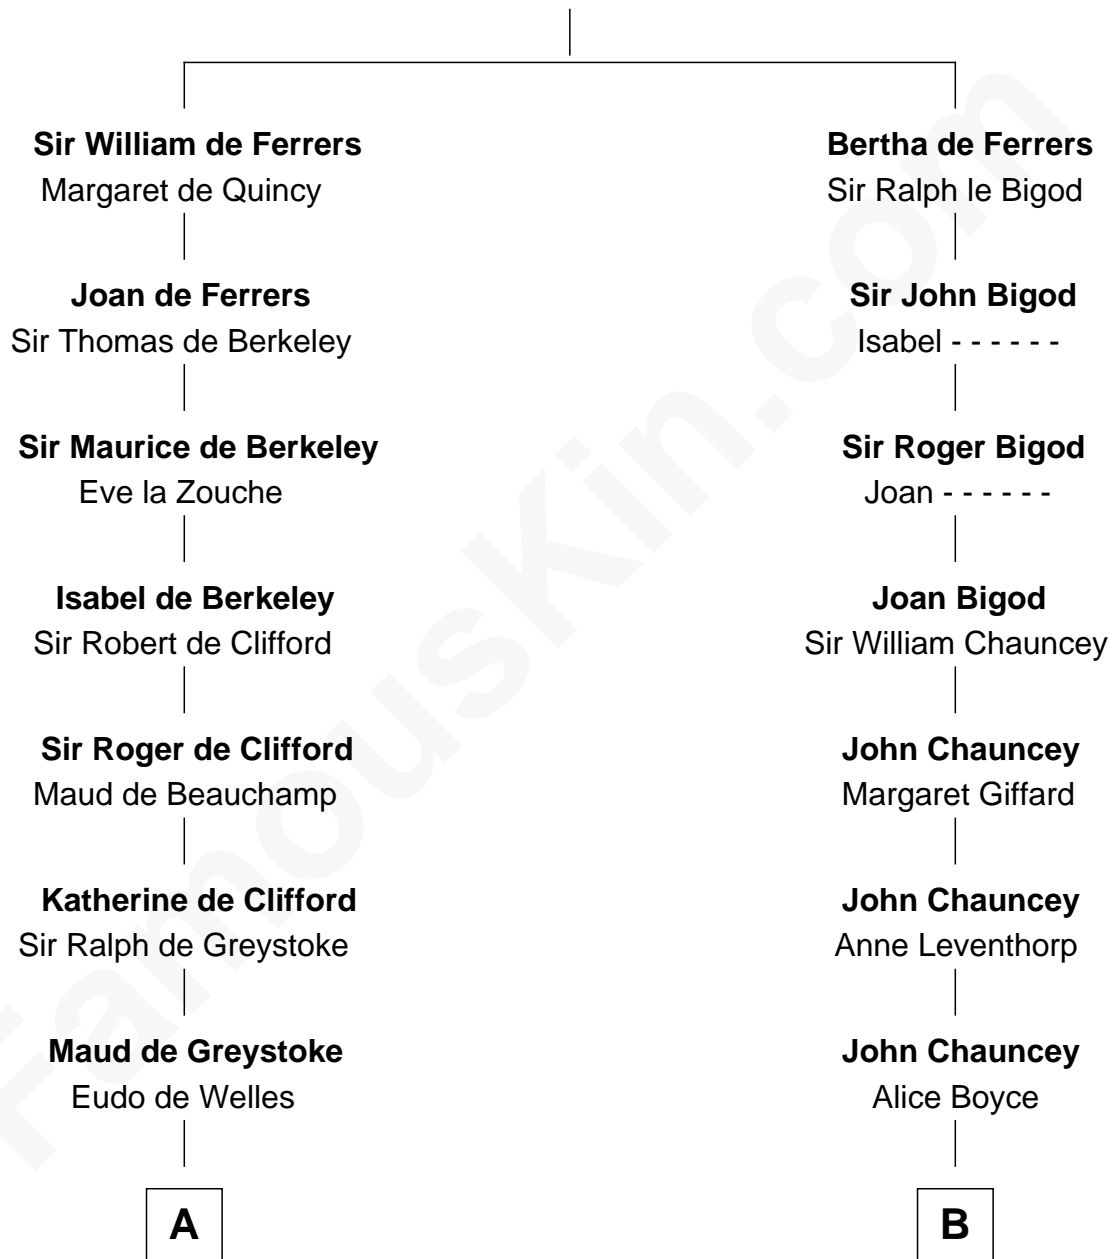 Sir William de Ferrers
Margaret de Quincy
Joan de Ferrers
Sir Thomas de Berkeley
Sir Maurice de Berkeley
Eve la Zouche
Isabel de Berkeley
Sir Robert de Clifford
Sir Roger de Clifford
Maud de Beauchamp
Katherine de Clifford
Sir Ralph de Greystoke
Maud de Greystoke
Eudo de Welles
A
Bertha de Ferrers
Sir Ralph le Bigod
Sir John Bigod
Isabel - - - - - -
Sir Roger Bigod
Joan - - - - - -
Joan Bigod
Sir William Chauncey
John Chauncey
Margaret Giffard
John Chauncey
Anne Leventhorp
John Chauncey
Alice Boyce
B
FamousKin.com